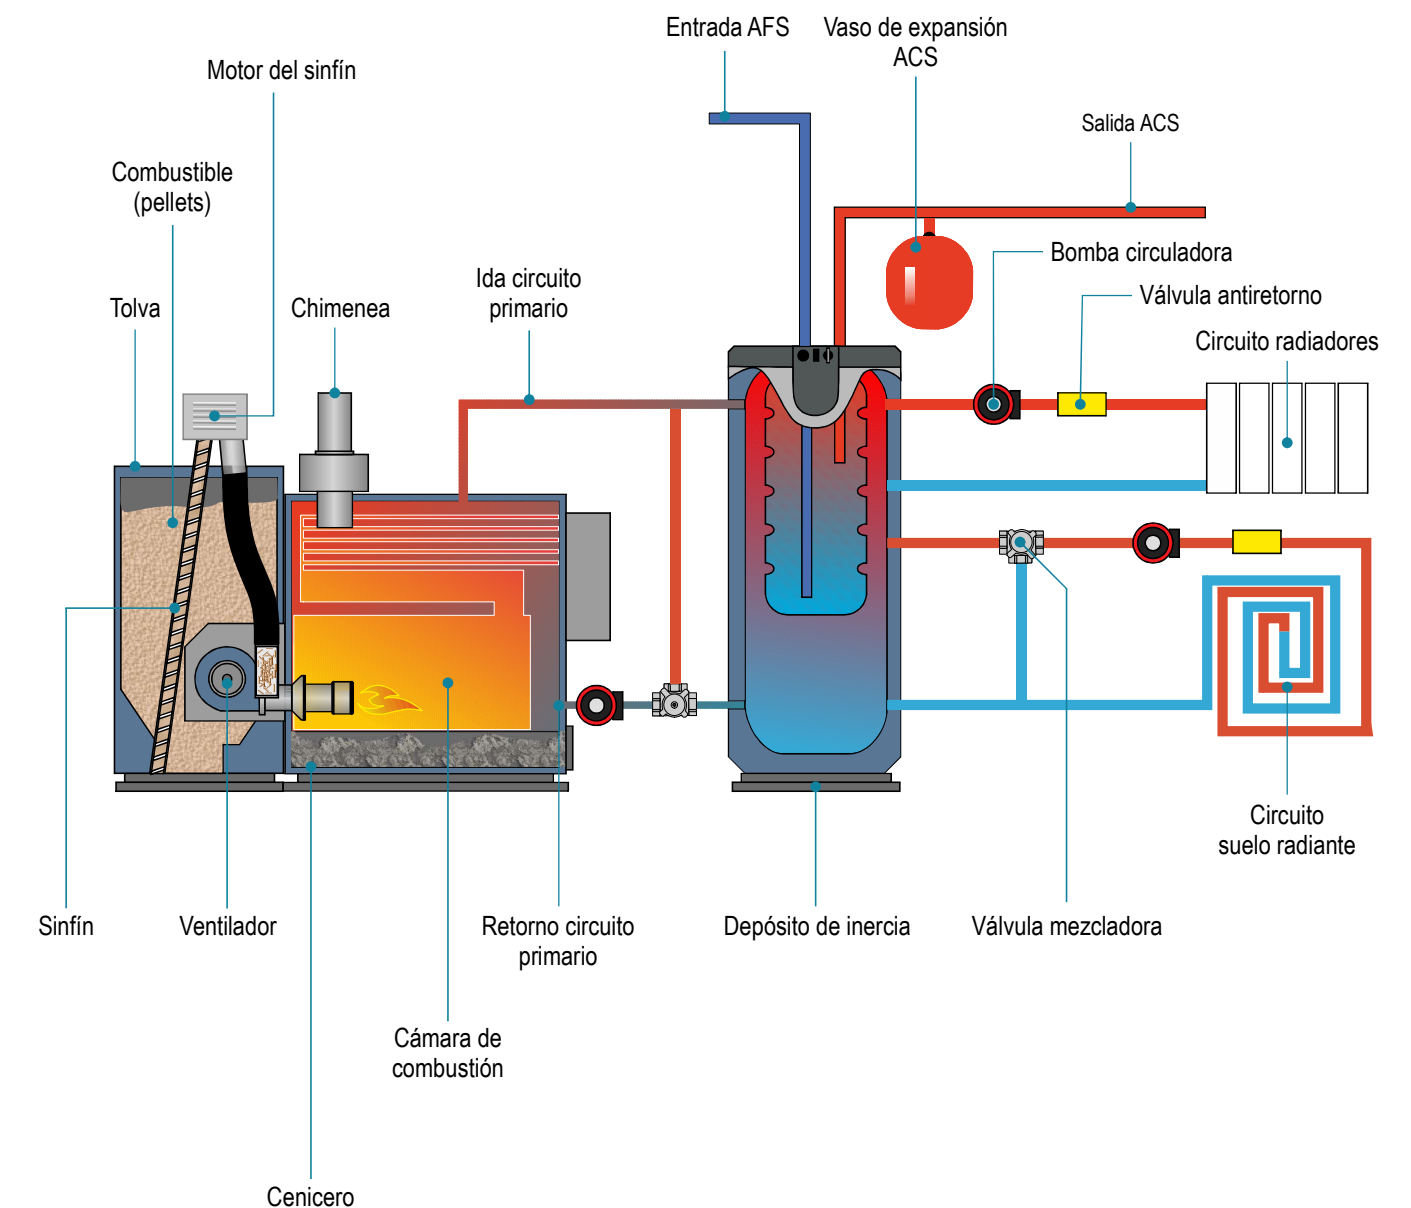 Entrada AFS
Vaso de expansión
ACS
Motor del sinfín
Salida ACS
Combustible
(pellets)
Bomba circuladora
Ida circuito
primario
Válvula antiretorno
Tolva
Chimenea
Circuito radiadores
Circuito
suelo radiante
Sinfín
Ventilador
Retorno circuito
primario
Depósito de inercia
Válvula mezcladora
Cámara de
combustión
Cenicero